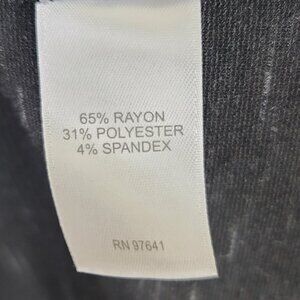 65% RAYON
31% POLYESTER
4% SPANDEX
RN 97641